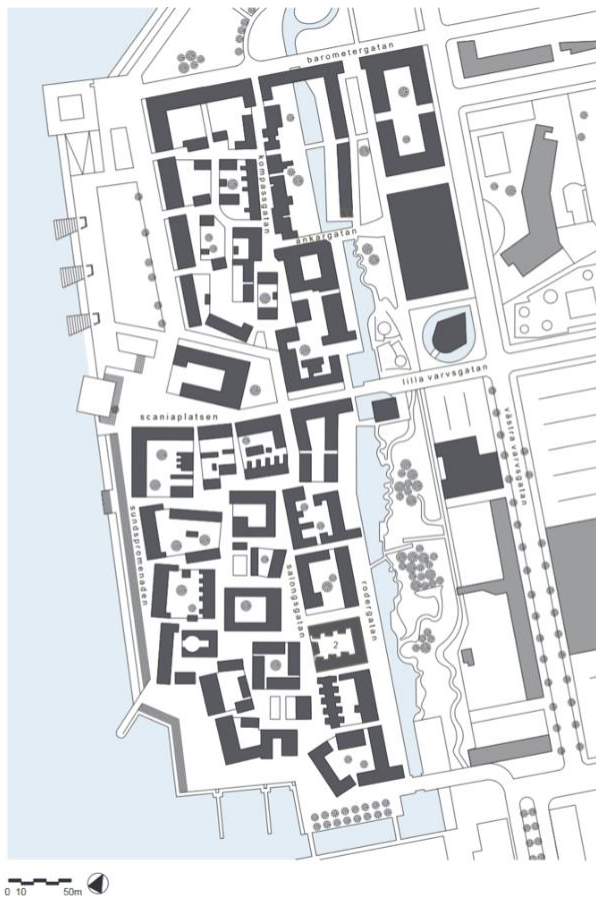 barometergatan
kompassgatan
ankargatan
lilla varvsgatan
scaniaplatsen
västra varvsgatan
sundspromenaden
salongsgatan
rodergatan
2
0 10 50m